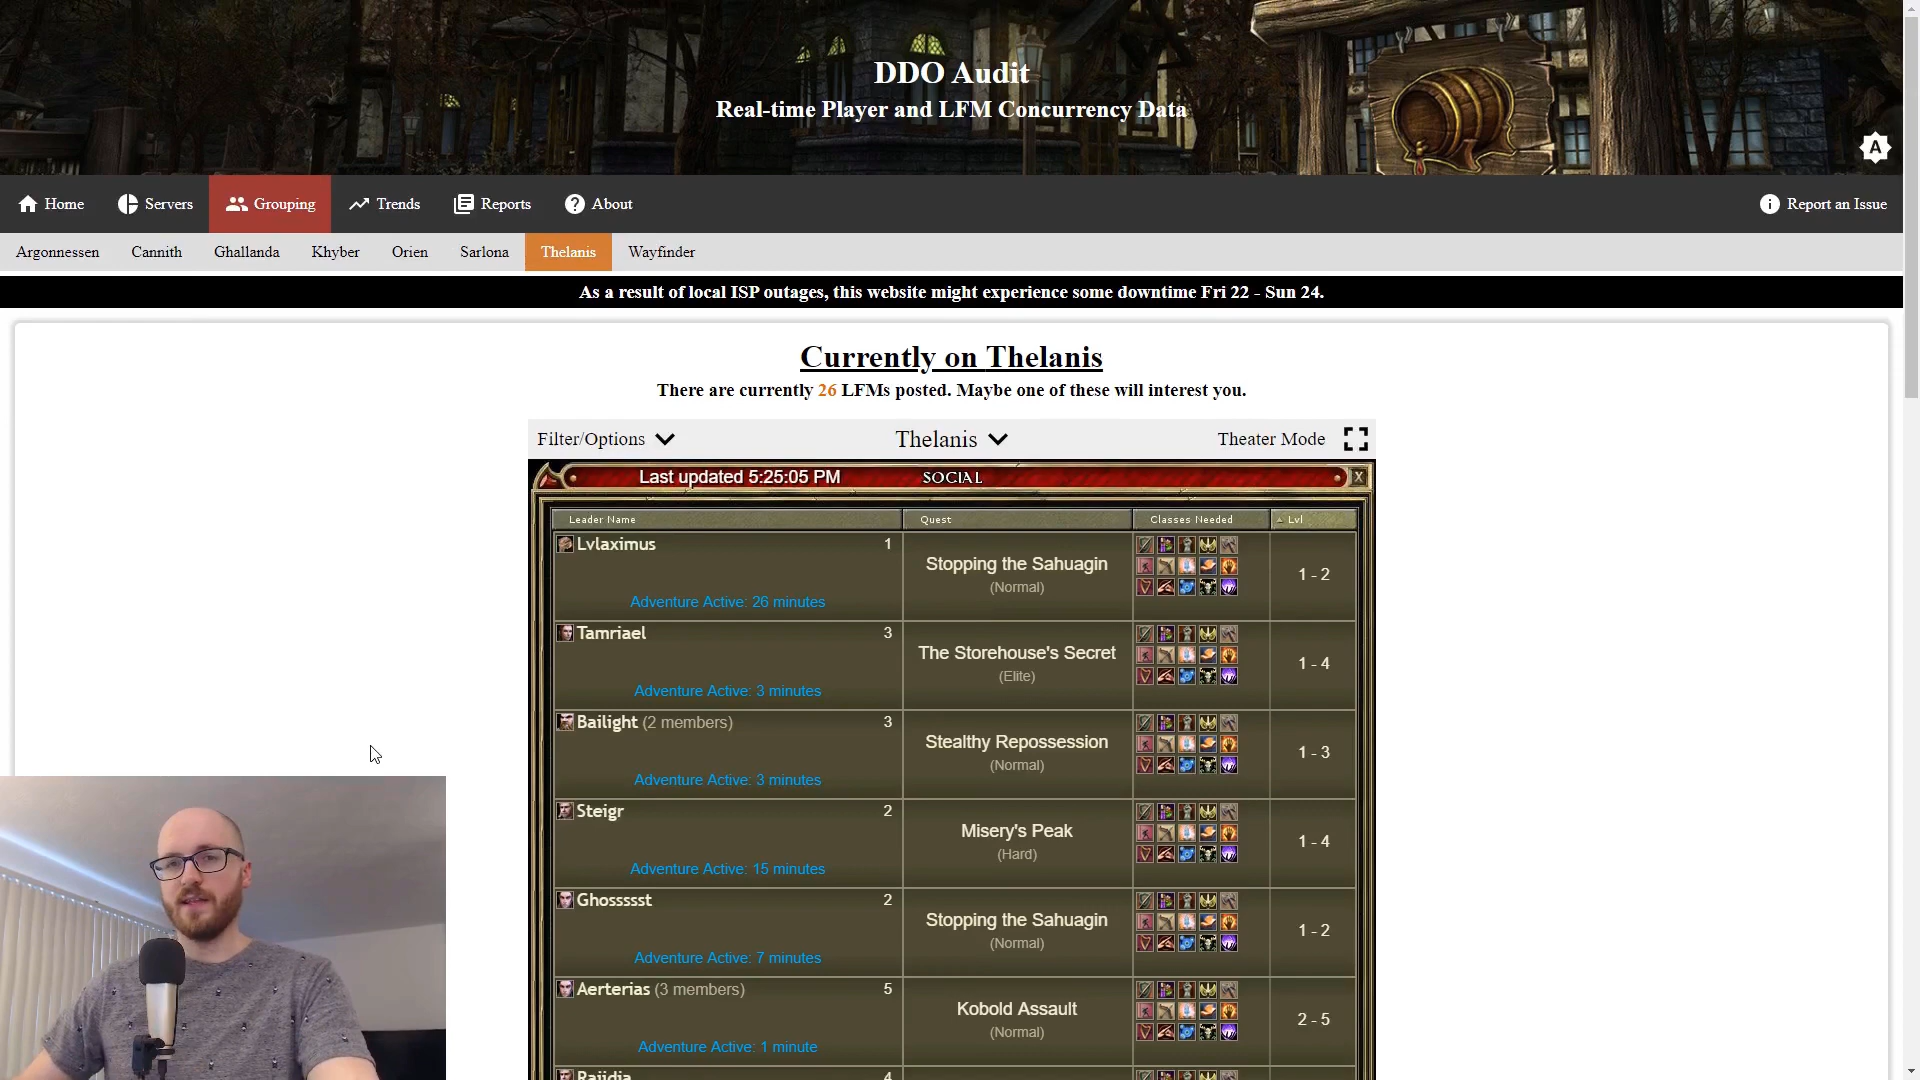 DDO Audit
Real-time Player and LFM Concurrency Data
A
Home
Servers
Grouping
Trends
Reports
About
Report an Issue
Argonnessen
Cannith
Ghallanda
Khyber
Orien
Sarlona
Thelanis
Wayfinder
As a result of local ISP outages, this website might experience some downtime Fri 22 - Sun 24.
Currently on Thelanis
There are currently 26 LFMs posted. Maybe one of these will interest you.
Filter/Options
Thelanis
Theater Mode
Last updated 5:25:05 PM
SOCIAL
X
Leader Name
Quest
Classes Needed
Lvl
Lvlaximus
1
Stopping the Sahuagin
(Normal)
Adventure Active: 26 minutes
1 - 2
Tamriael
3
The Storehouse's Secret
(Elite)
Adventure Active: 3 minutes
1 - 4
Bailight (2 members)
3
Stealthy Repossession
(Normal)
Adventure Active: 3 minutes
1 - 3
Steigr
2
Misery's Peak
(Hard)
Adventure Active: 15 minutes
1 - 4
Ghossssst
2
Stopping the Sahuagin
(Normal)
Adventure Active: 7 minutes
1 - 2
Aerterias (3 members)
5
Kobold Assault
(Normal)
Adventure Active: 1 minute
2 - 5
4